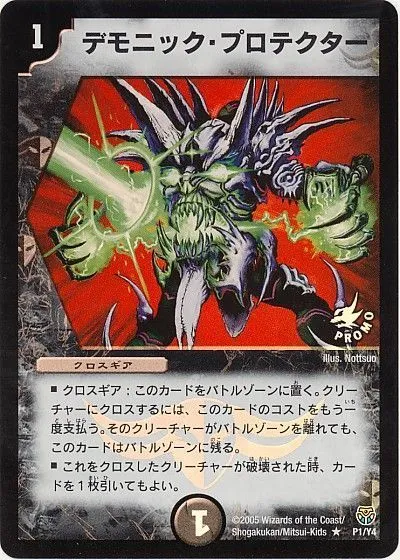 1
デモニック・プロテクター
PROMO
illus. Nottsuo
クロスギア
■ クロスギア：このカードをバトルゾーンに置く。クリー
チャーにクロスするには、このカードのコストをもう一
度支払う。そのクリーチャーがバトルゾーンを離れても、
このカードはバトルゾーンに残る。
■ これをクロスしたクリーチャーが破壊された時、カー
ドを１枚引いてもよい。
1
©2005 Wizards of the Coast/
Shogakukan/Mitsui-Kids ★ P1/Y4